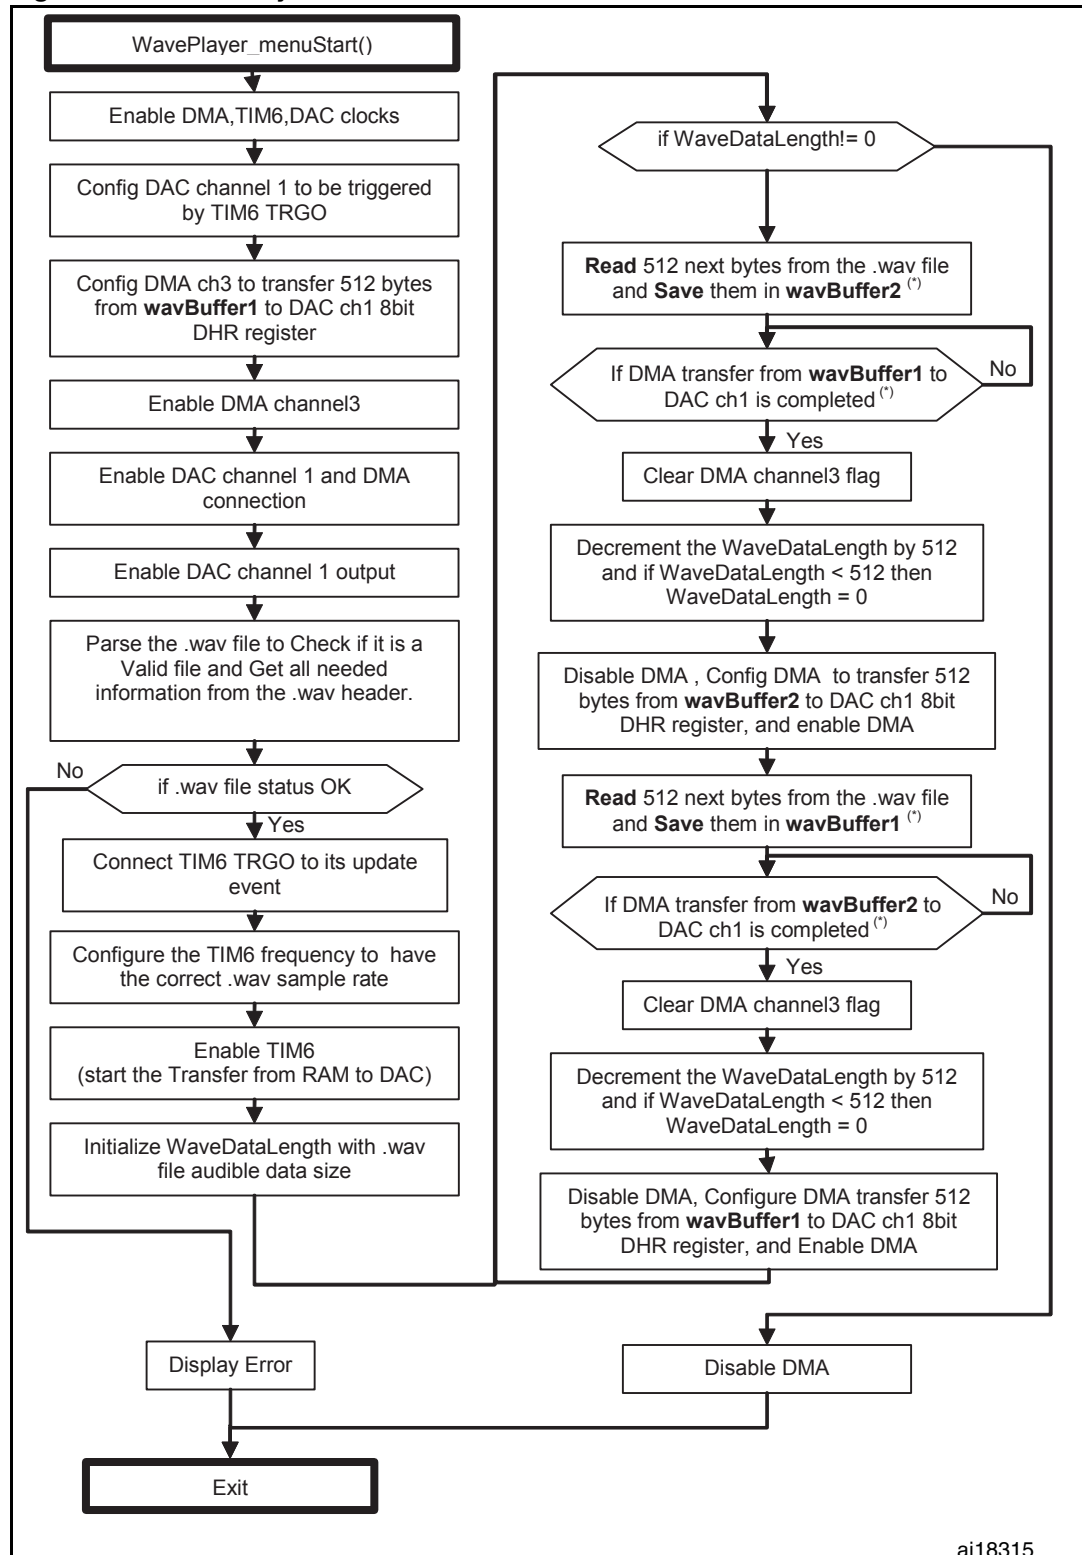 WavePlayer_menuStart()
Enable DMA,TIM6,DAC clocks
Config DAC channel 1 to be triggered
by TIM6 TRGO
Config DMA ch3 to transfer 512 bytes
from wavBuffer1 to DAC ch1 8bit
DHR register
Enable DMA channel3
Enable DAC channel 1 and DMA
connection
Enable DAC channel 1 output
Parse the .wav file to Check if it is a
Valid file and Get all needed
information from the .wav header.
No
if .wav file status OK
Yes
Connect TIM6 TRGO to its update
event
Configure the TIM6 frequency to have
the correct .wav sample rate
Enable TIM6
(start the Transfer from RAM to DAC)
Initialize WaveDataLength with .wav
file audible data size
Display Error
Exit
if WaveDataLength!= 0
Read 512 next bytes from the .wav file
and Save them in wavBuffer2 (*)
If DMA transfer from wavBuffer1 to
DAC ch1 is completed (*)
No
Yes
Clear DMA channel3 flag
Decrement the WaveDataLength by 512
and if WaveDataLength < 512 then
WaveDataLength = 0
Disable DMA , Config DMA to transfer 512
bytes from wavBuffer2 to DAC ch1 8bit
DHR register, and enable DMA
Read 512 next bytes from the .wav file
and Save them in wavBuffer1 (*)
If DMA transfer from wavBuffer2 to
DAC ch1 is completed (*)
No
Yes
Clear DMA channel3 flag
Decrement the WaveDataLength by 512
and if WaveDataLength < 512 then
WaveDataLength = 0
Disable DMA, Configure DMA transfer 512
bytes from wavBuffer1 to DAC ch1 8bit
DHR register, and Enable DMA
Disable DMA
ai18315